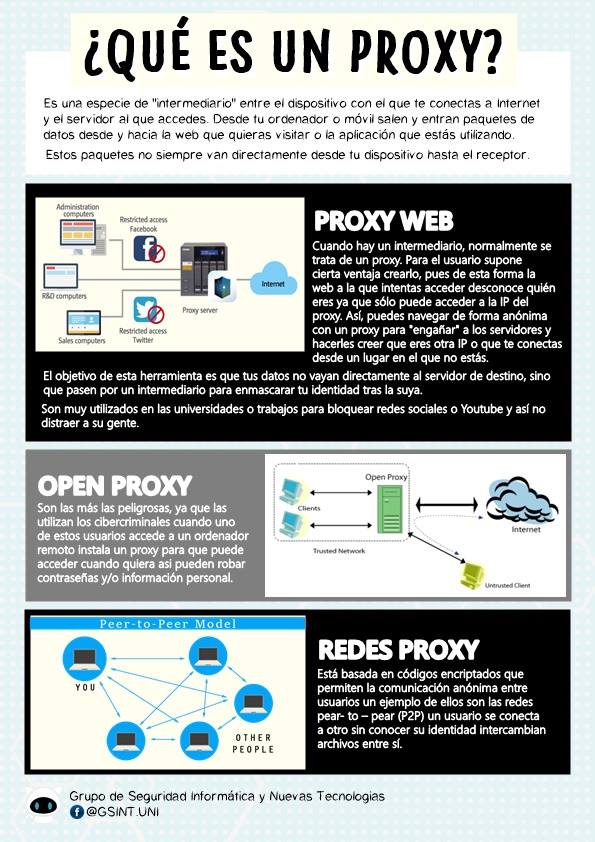 ¿QUÉ ES UN PROXY?
Es una especie de "intermediario" entre el dispositivo con el que te conectas a Internet
y el servidor al que accedes. Desde tu ordenador o móvil salen y entran paquetes de
datos desde y hacia la web que quieras visitar o la aplicación que estás utilizando.
Estos paquetes no siempre van directamente desde tu dispositivo hasta el receptor.
Administration
computers
Restricted access
Facebook
R&D computers
Proxy server
Internet
Sales computers
Restricted access
Twitter
PROXY WEB
Cuando hay un intermediario, normalmente se
trata de un proxy. Para el usuario supone
cierta ventaja crearlo, pues de esta forma la
web a la que intentas acceder desconoce quién
eres ya que sólo puede acceder a la IP del
proxy. Así, puedes navegar de forma anónima
con un proxy para "engañar" a los servidores y
hacerles creer que eres otra IP o que te conectas
desde un lugar en el que no estás.
El objetivo de esta herramienta es que tus datos no vayan directamente al servidor de destino, sino
que pasen por un intermediario para enmascarar tu identidad tras la suya.
Son muy utilizados en las universidades o trabajos para bloquear redes sociales o Youtube y así no
distraer a su gente.
OPEN PROXY
Son las más las peligrosas, ya que las
utilizan los cibercriminales cuando uno
de estos usuarios accede a un ordenador
remoto instala un proxy para que puede
acceder cuando quiera asi pueden robar
contraseñas y/o información personal.
Open Proxy
Clients
Internet
Trusted Network
Untrusted Client
Peer-to-Peer Model
YOU
OTHER
PEOPLE
REDES PROXY
Está basada en códigos encriptados que
permiten la comunicación anónima entre
usuarios un ejemplo de ellos son las redes
pear- to – pear (P2P) un usuario se conecta
a otro sin conocer su identidad intercambian
archivos entre sí.
Grupo de Seguridad Informática y Nuevas Tecnologias
f @GSINT.UNI